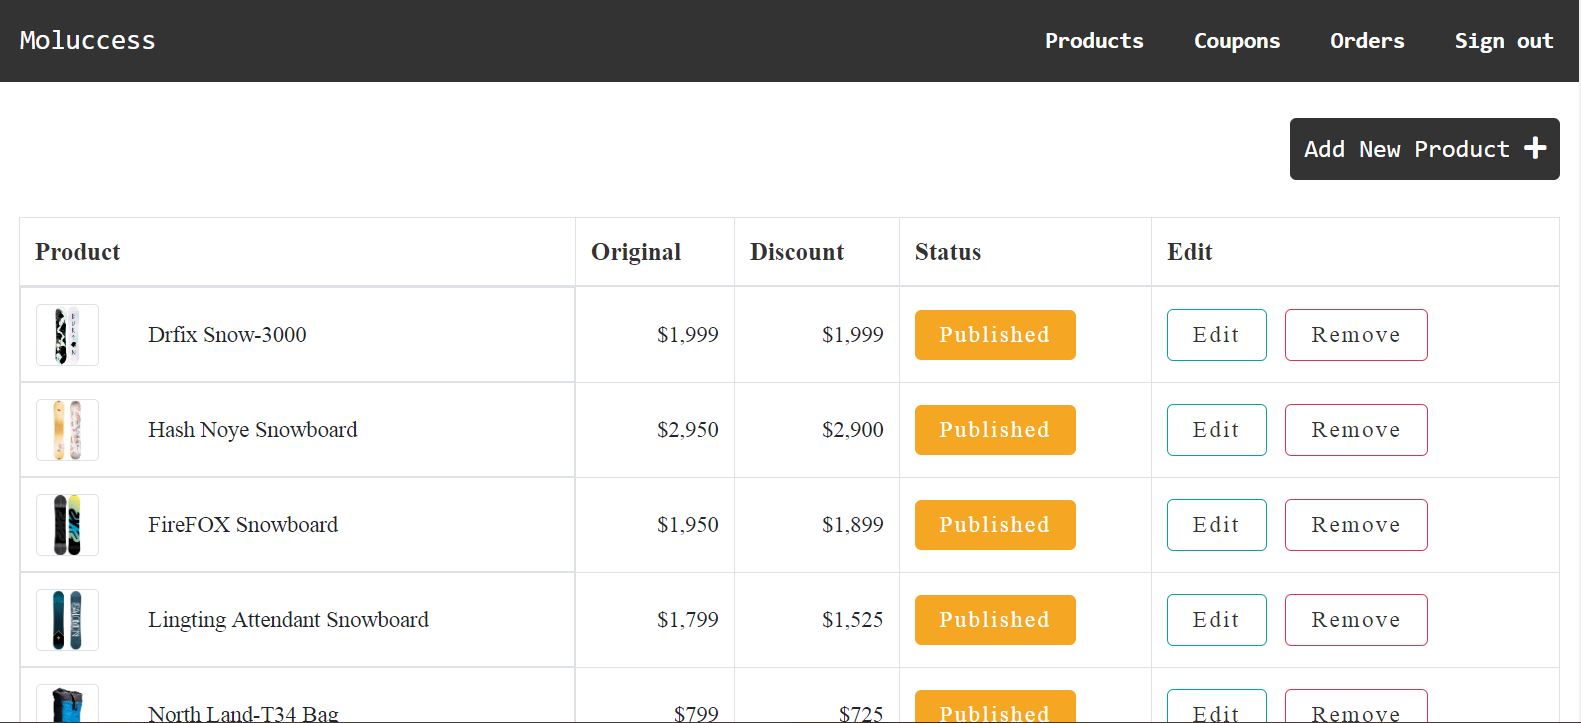 Moluccess Products Coupons Orders Sign out
Add New Product
Product Original Discount Status Edit
Drfix Snow-3000 $1,999 $1,999 Published Edit Remove
Hash Noye Snowboard $2,950 $2,900 Published Edit Remove
FireFOX Snowboard $1,950 $1,899 Published Edit Remove
Lingting Attendant Snowboard $1,799 $1,525 Published Edit Remove
North Land-T34 Bag $799 $725 Published Edit Remove